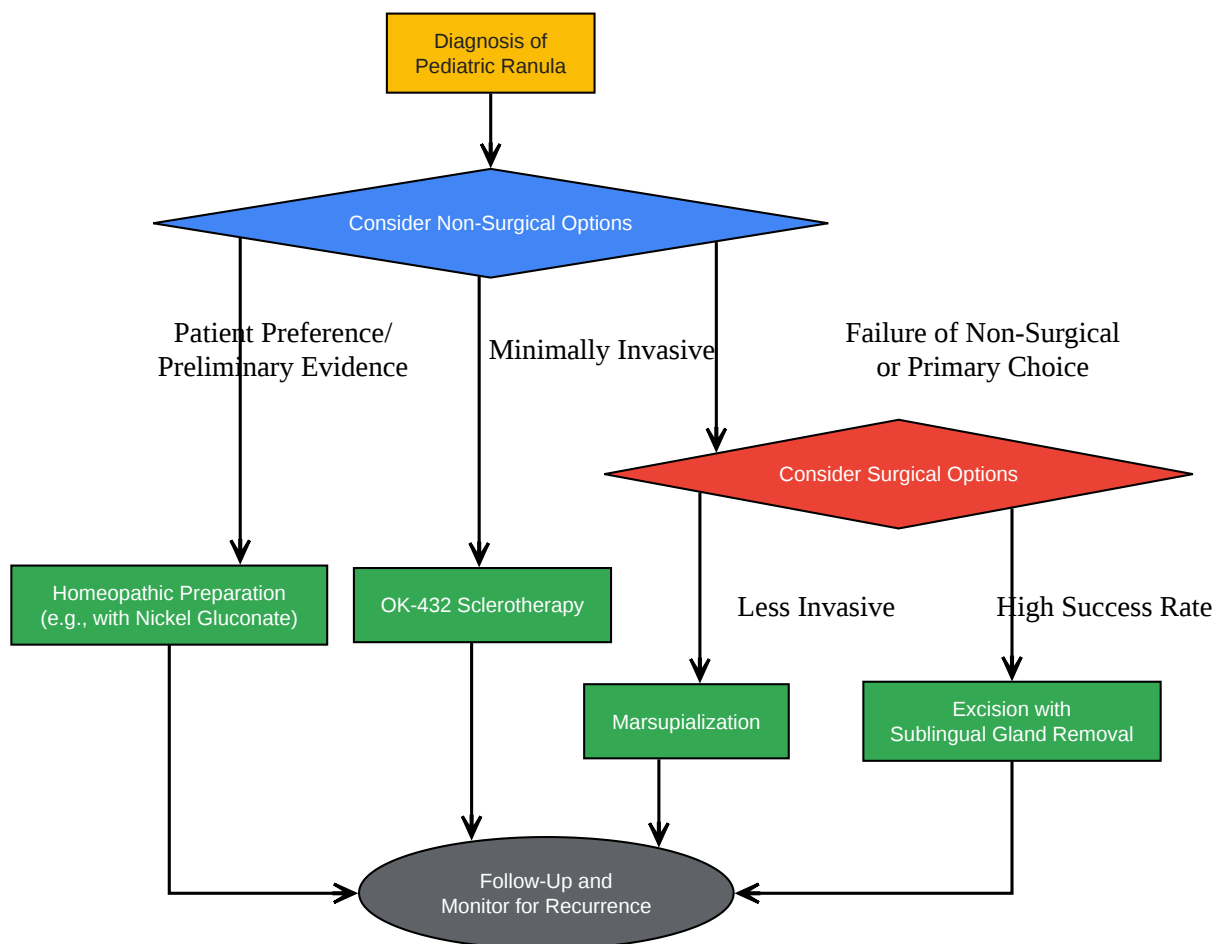 Diagnosis of
Pediatric Ranula
Consider Non-Surgical Options
Patient Preference/
Preliminary Evidence
Minimally Invasive
Failure of Non-Surgical
or Primary Choice
Consider Surgical Options
Homeopathic Preparation
(e.g., with Nickel Gluconate)
OK-432 Sclerotherapy
Less Invasive
High Success Rate
Marsupialization
Excision with
Sublingual Gland Removal
Follow-Up and
Monitor for Recurrence